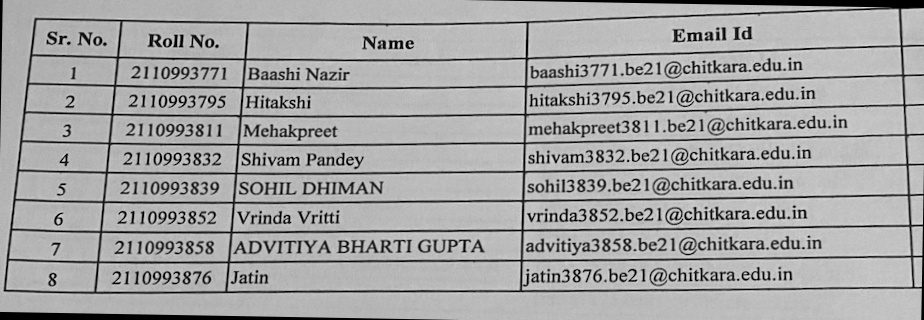 Sr. No. Roll No. Name Email Id
1 2110993771 Baashi Nazir baashi3771.be21@chitkara.edu.in
2 2110993795 Hitakshi hitakshi3795.be21@chitkara.edu.in
3 2110993811 Mehakpreet mehakpreet3811.be21@chitkara.edu.in
4 2110993832 Shivam Pandey shivam3832.be21@chitkara.edu.in
5 2110993839 SOHIL DHIMAN sohil3839.be21@chitkara.edu.in
6 2110993852 Vrinda Vritti vrinda3852.be21@chitkara.edu.in
7 2110993858 ADVITIYA BHARTI GUPTA advitiya3858.be21@chitkara.edu.in
8 2110993876 Jatin jatin3876.be21@chitkara.edu.in